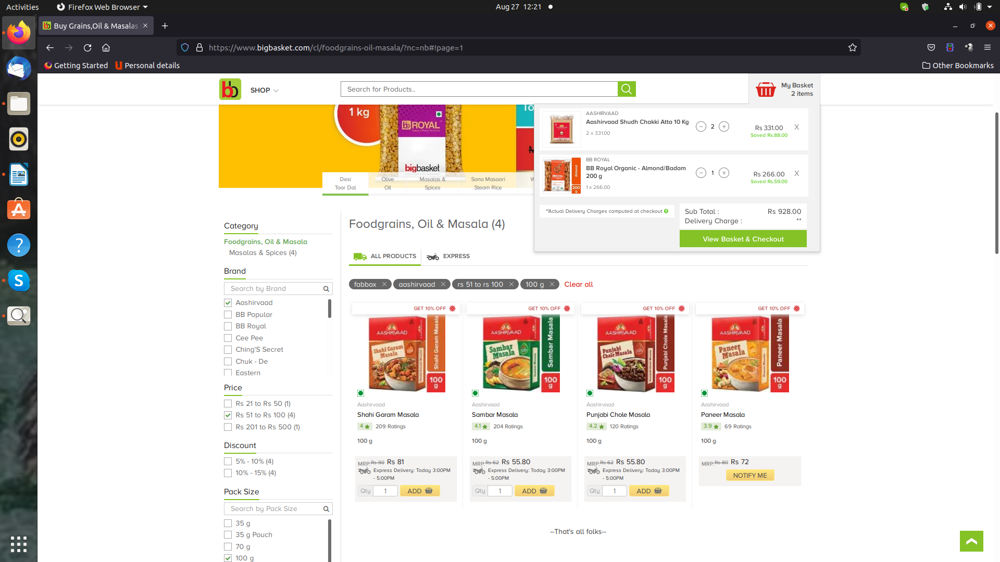 Activities
Firefox Web Browser
Aug 27 12:21
Buy Grains,Oil & Masalas
https://www.bigbasket.com/cl/foodgrains-oil-masala/?nc=nb#!page=1
Getting Started
Personal details
Other Bookmarks
bb
SHOP
Search for Products..
My Basket
2 items
1 kg
bb ROYAL
bigbasket
To
Desi
Toor Dal
Olive
Oil
Masalas &
Spices
Sona Masoori
Steam Rice
W
AASHIRVAAD
Aashirvaad Shudh Chakki Atta 10 Kg
2 x 331.00
2
Rs 331.00
Saved Rs.88.00
X
BB ROYAL
BB Royal Organic - Almond/Badam
200 g
1 x 266.00
1
Rs 266.00
Saved Rs.59.00
X
Almond
200
g
**Actual Delivery Charges computed at checkout ?
Sub Total :
Rs 928.00
Delivery Charge :
**
View Basket & Checkout
Category
Foodgrains, Oil & Masala
Masalas & Spices (4)
Brand
Search by Brand
Aashirvaad
BB Popular
BB Royal
Cee Pee
Ching'S Secret
Chuk - De
Eastern
Price
Rs 21 to Rs 50 (1)
Rs 51 to Rs 100 (4)
Rs 201 to Rs 500 (1)
Discount
5% - 10% (4)
10% - 15% (4)
Pack Size
Search by Pack Size
35 g
35 g Pouch
70 g
100 g
Foodgrains, Oil & Masala (4)
ALL PRODUCTS
EXPRESS
fabbox
aashirvaad
rs 51 to rs 100
100 g
Clear all
GET 10% OFF
AASHIRVAAD
Shahi Garam
Masala
Shahi Garam Masala
100
g
Aashirvaad
Shahi Garam Masala
4
209 Ratings
100 g
MRP:Rs 90 Rs 81
Express Delivery: Today 3:00PM
- 5:00PM
Qty
1
ADD
GET 10% OFF
AASHIRVAAD
Sambar
Masala
Sambar Masala
100
g
Aashirvaad
Sambar Masala
4.1
204 Ratings
100 g
MRP:Rs 62 Rs 55.80
Express Delivery: Today 3:00PM
- 5:00PM
Qty
1
ADD
GET 10% OFF
AASHIRVAAD
Punjabi
Chole Masala
Punjabi Chole Masala
100
g
Aashirvaad
Punjabi Chole Masala
4.2
120 Ratings
100 g
MRP:Rs 62 Rs 55.80
Express Delivery: Today 3:00PM
- 5:00PM
Qty
1
ADD
GET 10% OFF
AASHIRVAAD
Paneer
Masala
Paneer Masala
100
g
Aashirvaad
Paneer Masala
3.9
69 Ratings
100 g
MRP:Rs 80 Rs 72
NOTIFY ME
--That's all folks--